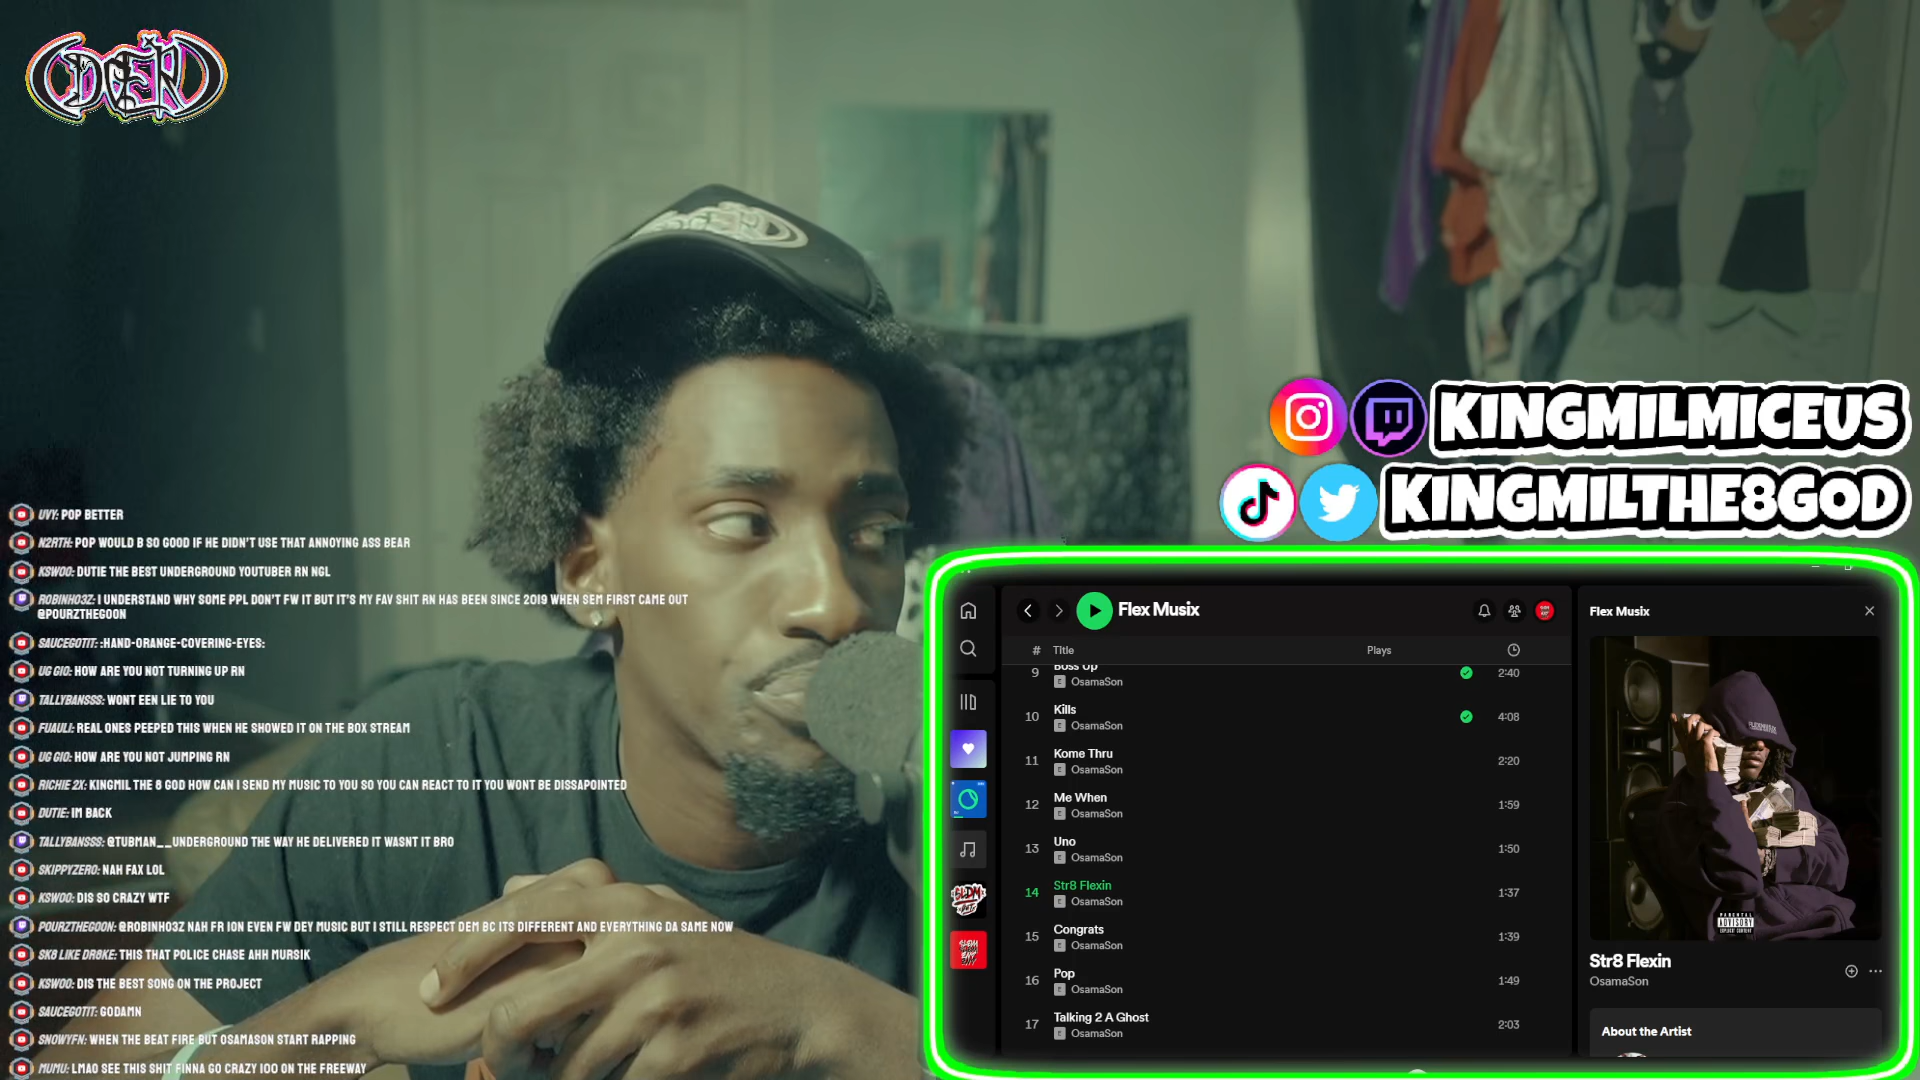 KINGMILMICEUS
KINGMILTHE8GOD
UVY: POP BETTER
N2RTH: POP WOULD B SO GOOD IF HE DIDN'T USE THAT ANNOYING ASS BEAR
KSWOO: DUTIE THE BEST UNDERGROUND YOUTUBER RN NGL
ROBINHO3Z: I UNDERSTAND WHY SOME PPL DON'T FW IT BUT IT'S MY FAV SHIT RN HAS BEEN SINCE 2019 WHEN SEM FIRST CAME OUT
@POURZTHEGOON
SAUCEGOTIT: :HAND-ORANGE-COVERING-EYES:
UG GIO: HOW ARE YOU NOT TURNING UP RN
TALLYBANSSS: WONT EEN LIE TO YOU
FUAULI: REAL ONES PEEPED THIS WHEN HE SHOWED IT ON THE BOX STREAM
UG GIO: HOW ARE YOU NOT JUMPING RN
RICHIE 2X: KINGMIL THE 8 GOD HOW CAN I SEND MY MUSIC TO YOU SO YOU CAN REACT TO IT YOU WONT BE DISSAPOINTED
DUTIE: IM BACK
TALLYBANSSS: @TUBMAN__UNDERGROUND THE WAY HE DELIVERED IT WASNT IT BRO
SKIPPYZERO: NAH FAX LOL
KSWOO: DIS SO CRAZY WTF
POURZTHEGOON: @ROBINHO3Z NAH FR ION EVEN FW DEY MUSIC BUT I STILL RESPECT DEM BC ITS DIFFERENT AND EVERYTHING DA SAME NOW
SK8 LIKE DR8KE: THIS THAT POLICE CHASE AHH MURSIK
KSWOO: DIS THE BEST SONG ON THE PROJECT
SAUCEGOTIT: GODAMN
SNOWYFN: WHEN THE BEAT FIRE BUT OSAMASON START RAPPING
MUMU: LMAO SEE THIS SHIT FINNA GO CRAZY 100 ON THE FREEWAY
Flex Musix
# Title Plays
9 Boss Up 2:40
E OsamaSon
10 Kills 4:08
E OsamaSon
11 Kome Thru 2:20
E OsamaSon
12 Me When 1:59
E OsamaSon
13 Uno 1:50
E OsamaSon
14 Str8 Flexin 1:37
E OsamaSon
15 Congrats 1:39
E OsamaSon
16 Pop 1:49
E OsamaSon
17 Talking 2 A Ghost 2:03
E OsamaSon
Flex Musix
PARENTAL
ADVISORY
EXPLICIT CONTENT
Str8 Flexin
OsamaSon
About the Artist